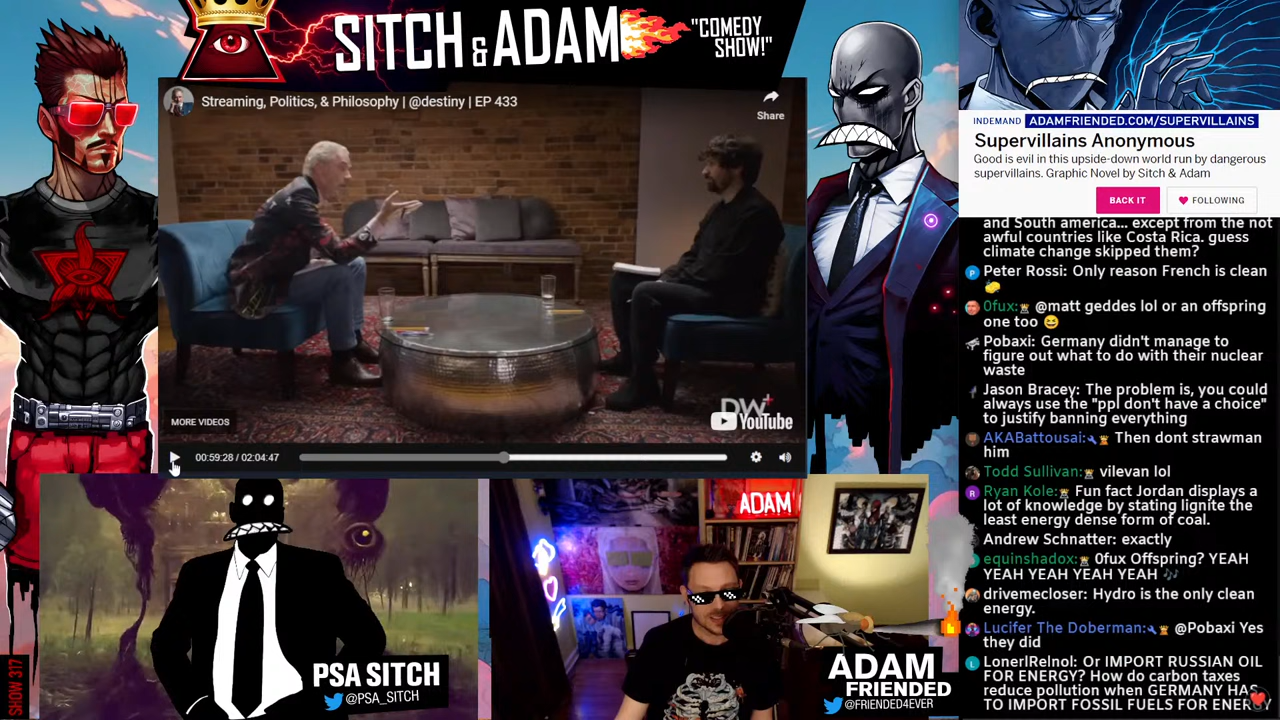 SITCH & ADAM
"COMEDY
SHOW!"
Streaming, Politics, & Philosophy | @destiny | EP 433
Share
MORE VIDEOS
DW+
YouTube
00:59:28 / 02:04:47
INDEMAND ADAMFRIENDED.COM/SUPERVILLAINS
Supervillains Anonymous
Good is evil in this upside-down world run by dangerous
supervillains. Graphic Novel by Sitch & Adam
BACK IT
FOLLOWING
and South america... except from the not
awful countries like Costa Rica. guess
climate change skipped them?
Peter Rossi: Only reason French is clean
0fux: @matt geddes lol or an offspring
one too
Pobaxi: Germany didn't manage to
figure out what to do with their nuclear
waste
Jason Bracey: The problem is, you could
always use the "ppl don't have a choice"
to justify banning everything
AKABattousai: Then dont strawman
him
Todd Sullivan: vilevan lol
Ryan Kole: Fun fact Jordan displays a
lot of knowledge by stating lignite the
least energy dense form of coal.
Andrew Schnatter: exactly
equinshadox: 0fux Offspring? YEAH
YEAH YEAH YEAH YEAH
drivemecloser: Hydro is the only clean
energy.
Lucifer The Doberman: @Pobaxi Yes
they did
LonerlRelnol: Or IMPORT RUSSIAN OIL
FOR ENERGY? How do carbon taxes
reduce pollution when GERMANY HAS
TO IMPORT FOSSIL FUELS FOR ENERGY
SHOW 317
PSA SITCH
@PSA_SITCH
ADAM
ADAM
FRIENDED
@FRIENDED4EVER